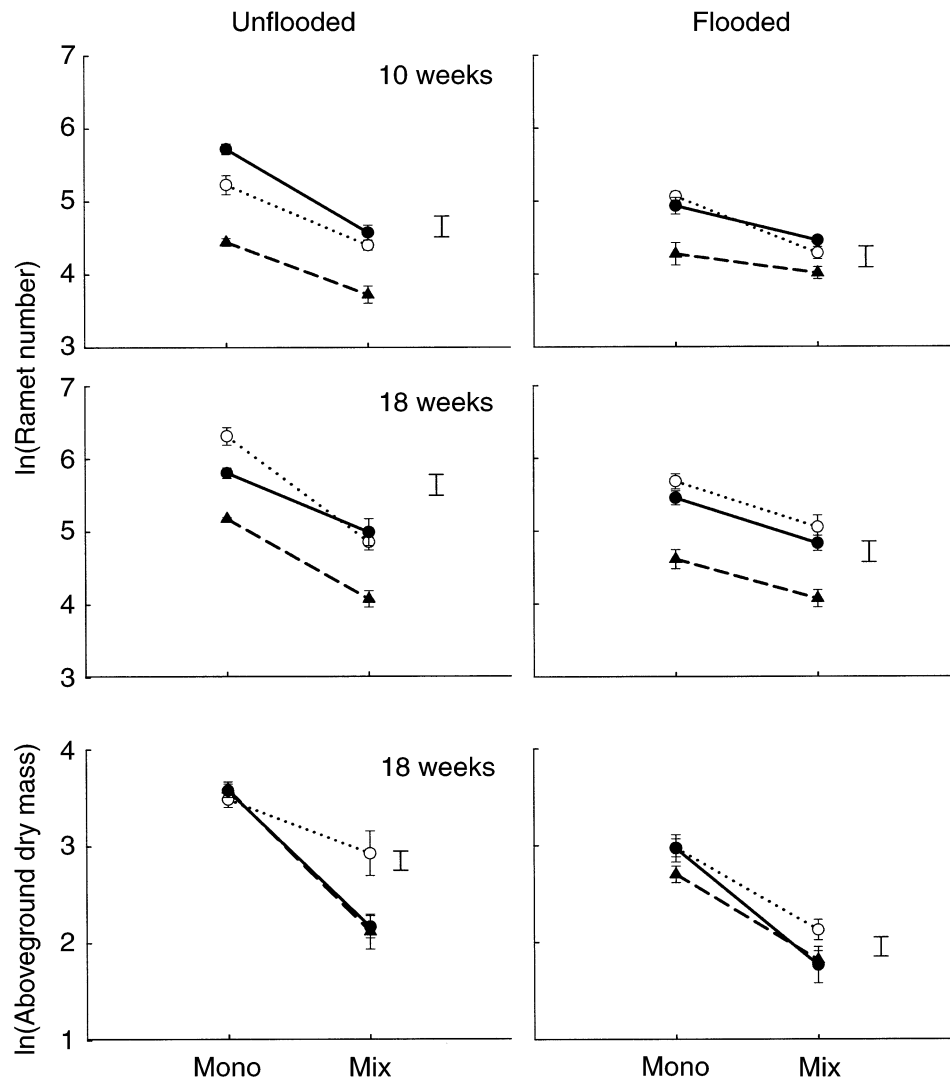 Unflooded
Flooded
10 weeks
7
6
5
4
3
ln(Ramet number)
18 weeks
7
6
5
4
3
18 weeks
4
3
2
1
ln(Aboveground dry mass)
Mono
Mix
Mono
Mix